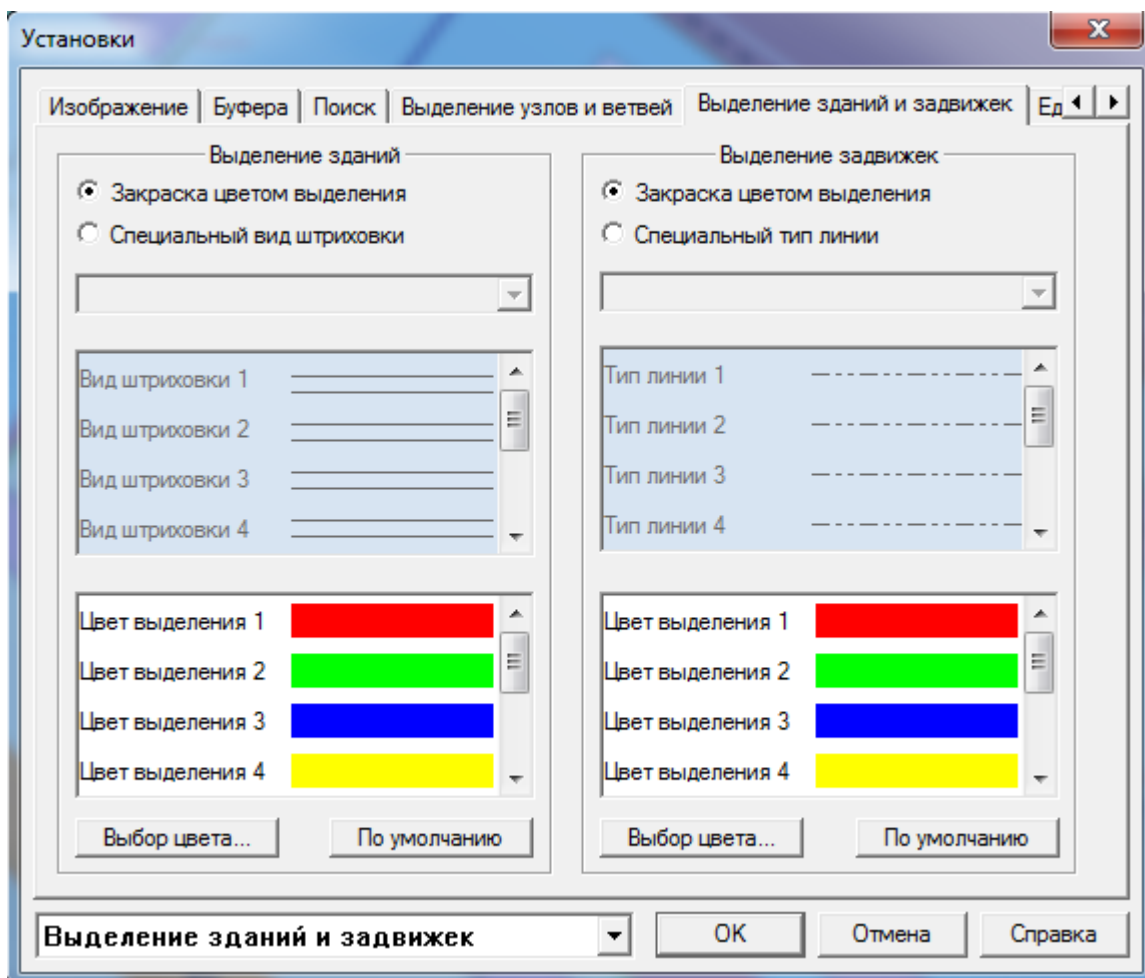 Установки
Изображение Буфера Поиск Выделение узлов и ветвей Выделение зданий и задвижек Ед
Выделение зданий
Закраска цветом выделения
Специальный вид штриховки
Вид штриховки 1
Вид штриховки 2
Вид штриховки 3
Вид штриховки 4
Цвет выделения 1
Цвет выделения 2
Цвет выделения 3
Цвет выделения 4
Выбор цвета... По умолчанию
Выделение задвижек
Закраска цветом выделения
Специальный тип линии
Тип линии 1
Тип линии 2
Тип линии 3
Тип линии 4
Цвет выделения 1
Цвет выделения 2
Цвет выделения 3
Цвет выделения 4
Выбор цвета... По умолчанию
Выделение зданий и задвижек OK Отмена Справка